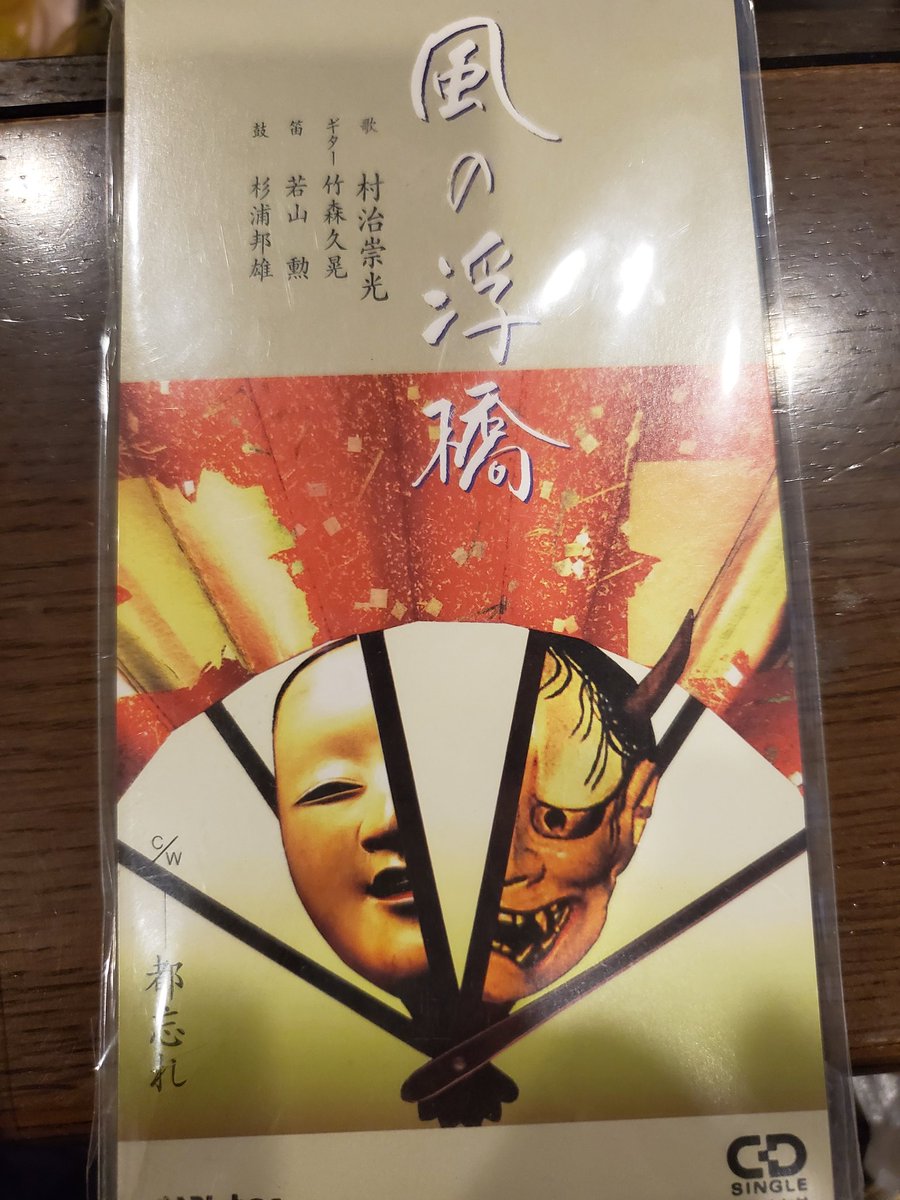 風の浮橋
歌 村治崇光
ギター 竹森久晃
笛 若山 勲
鼓 杉浦邦雄
C/W
都忘れ
CD
SINGLE